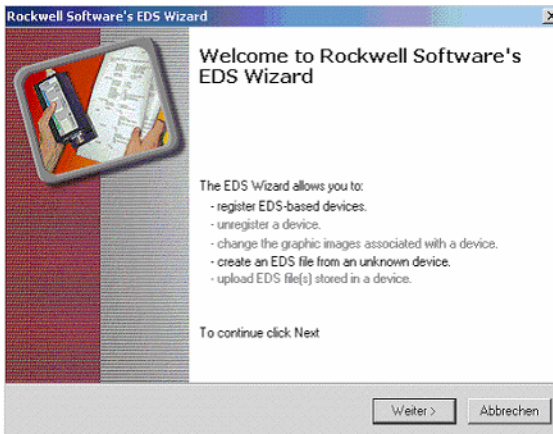 Rockwell Software's EDS Wizard
Welcome to Rockwell Software's
EDS Wizard
The EDS Wizard allows you to:
- register EDS-based devices.
- unregister a device.
- change the graphic images associated with a device.
- create an EDS file from an unknown device.
- upload EDS file(s) stored in a device.
To continue click Next
Weiter >
Abbrechen